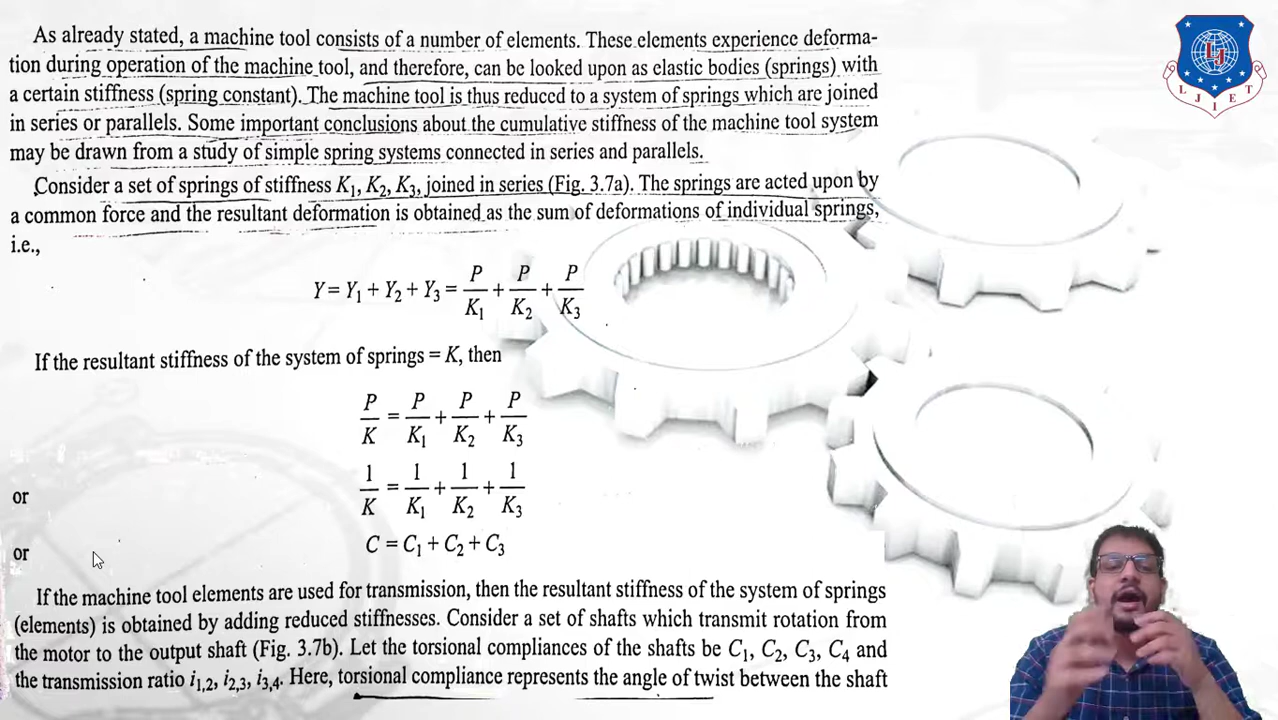 As already stated, a machine tool consists of a number of elements. These elements experience deforma-
tion during operation of the machine tool, and therefore, can be looked upon as elastic bodies (springs) with
a certain stiffness (spring constant). The machine tool is thus reduced to a system of springs which are joined
in series or parallels. Some important conclusions about the cumulative stiffness of the machine tool system
may be drawn from a study of simple spring systems connected in series and parallels.
Consider a set of springs of stiffness K₁, K₂, K₃, joined in series (Fig. 3.7a). The springs are acted upon by
a common force and the resultant deformation is obtained as the sum of deformations of individual springs,
i.e.,
Y = Y₁ + Y₂ + Y₃ = P/K₁ + P/K₂ + P/K₃
If the resultant stiffness of the system of springs = K, then
P/K = P/K₁ + P/K₂ + P/K₃
or 1/K = 1/K₁ + 1/K₂ + 1/K₃
or C = C₁ + C₂ + C₃
If the machine tool elements are used for transmission, then the resultant stiffness of the system of springs
(elements) is obtained by adding reduced stiffnesses. Consider a set of shafts which transmit rotation from
the motor to the output shaft (Fig. 3.7b). Let the torsional compliances of the shafts be C₁, C₂, C₃, C₄ and
the transmission ratio i₁,₂, i₂,₃, i₃,₄. Here, torsional compliance represents the angle of twist between the shaft
LJIET